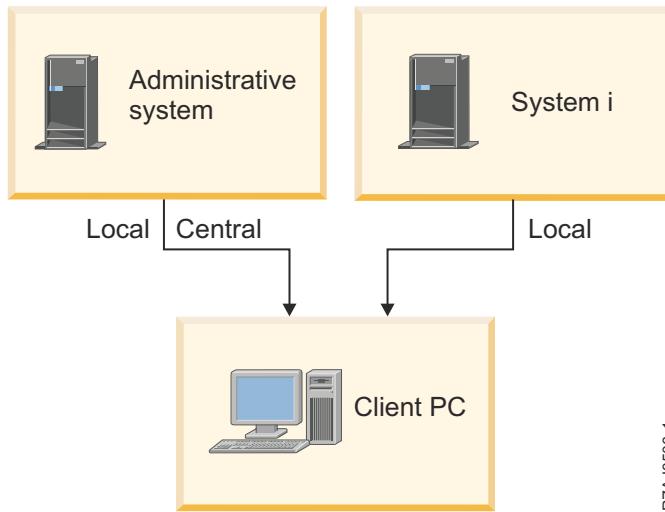 Administrative
system
System i
Local
Central
Local
Client PC